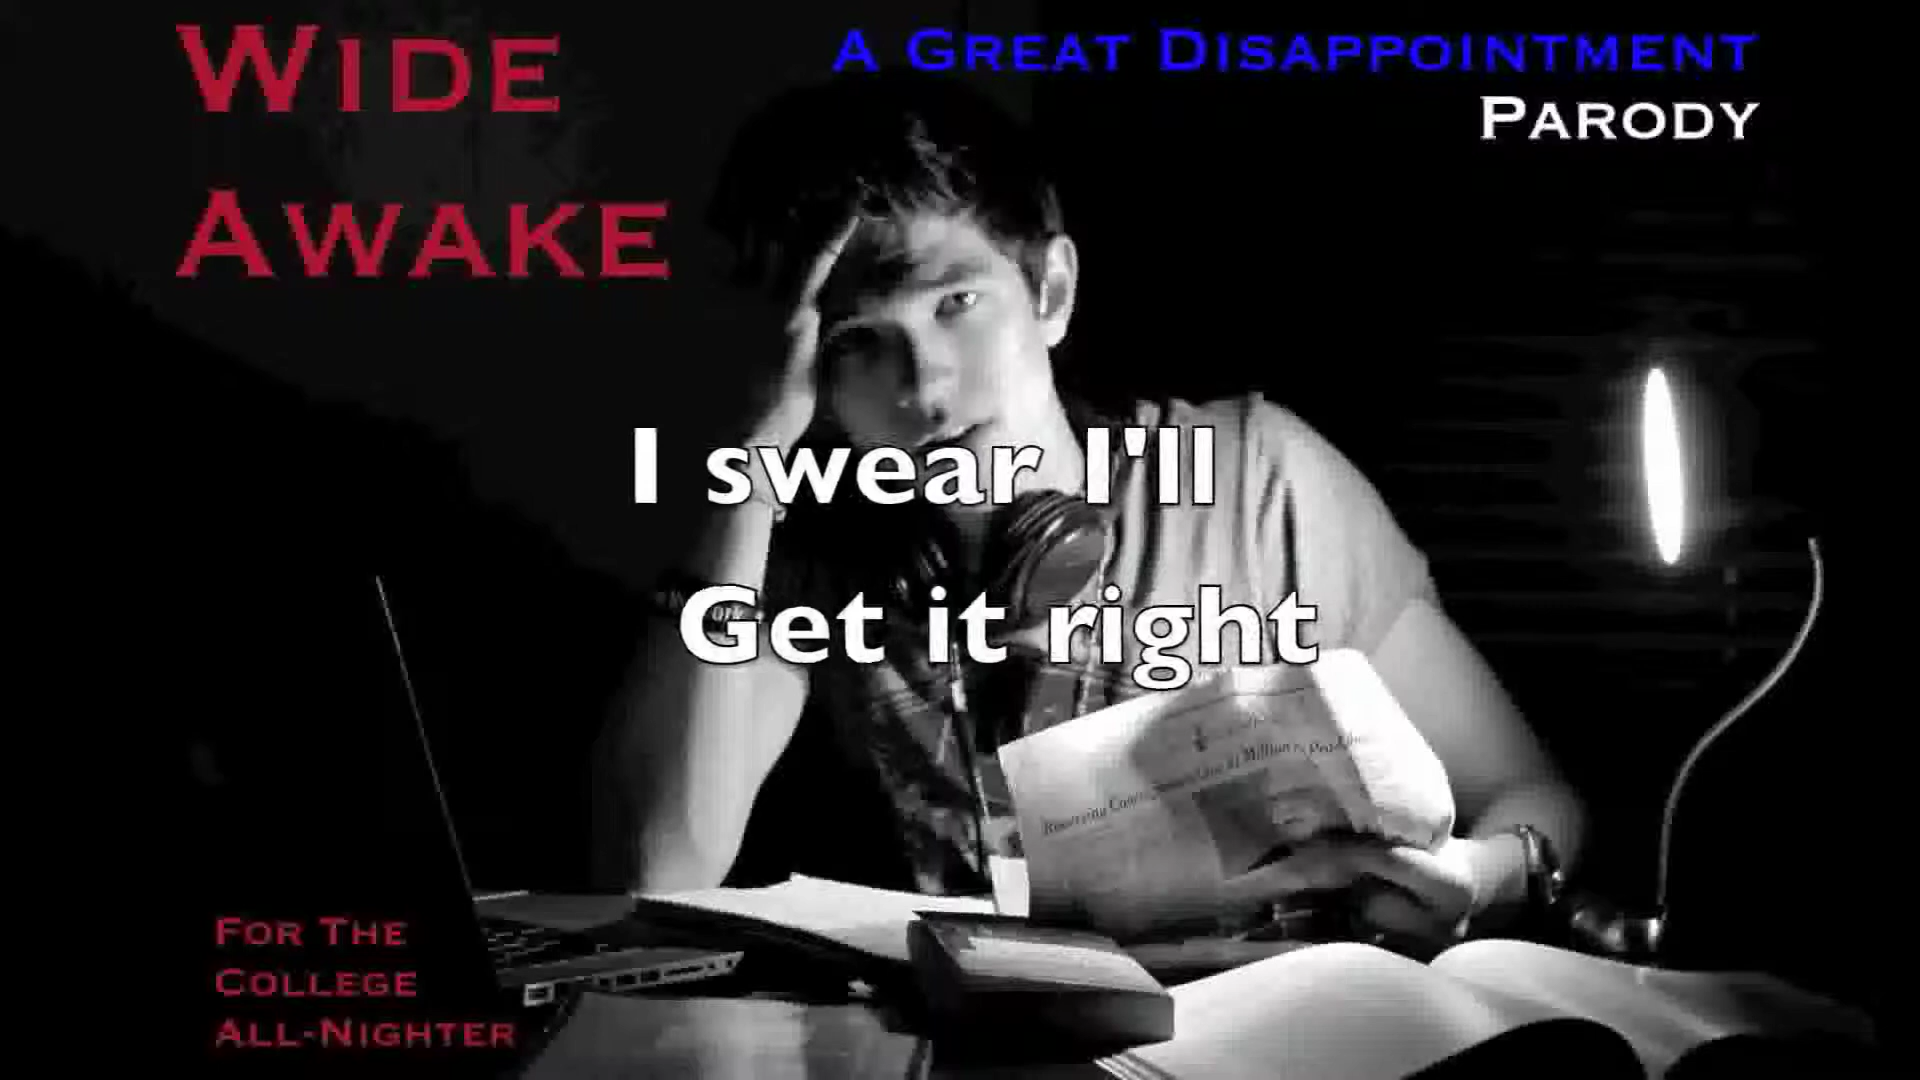 WIDE
AWAKE
A GREAT DISAPPOINTMENT
PARODY
I swear I'll
Get it right
FOR THE
COLLEGE
ALL-NIGHTER